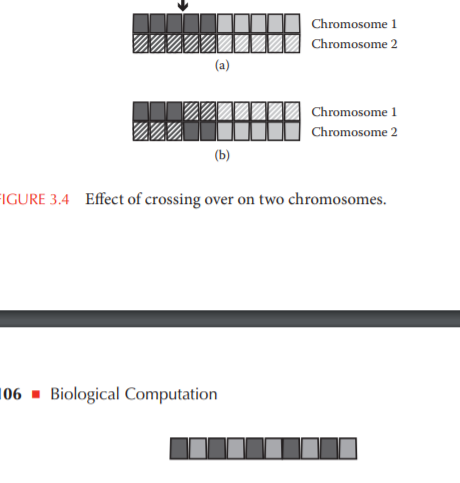 Chromosome 1
Chromosome 2
(a)
Chromosome 1
Chromosome 2
(b)
FIGURE 3.4 Effect of crossing over on two chromosomes.
106 ■ Biological Computation